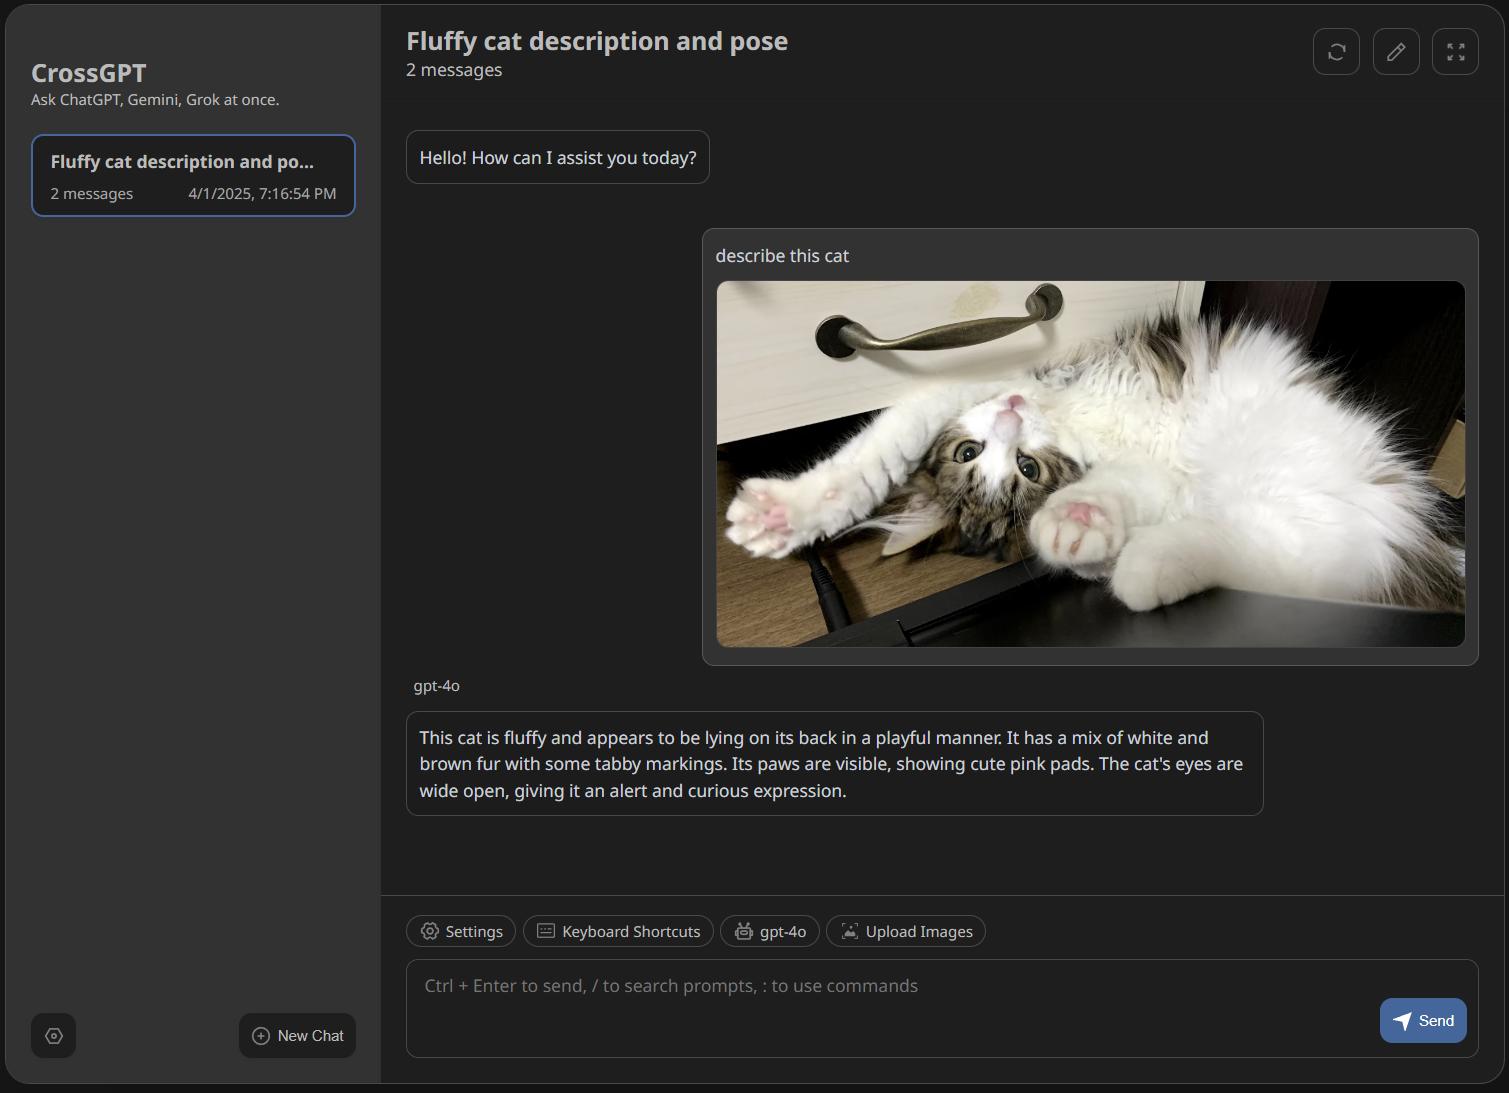 CrossGPT
Ask ChatGPT, Gemini, Grok at once.
Fluffy cat description and po...
2 messages 4/1/2025, 7:16:54 PM
New Chat
Fluffy cat description and pose
2 messages
Hello! How can I assist you today?
describe this cat
gpt-4o
This cat is fluffy and appears to be lying on its back in a playful manner. It has a mix of white and
brown fur with some tabby markings. Its paws are visible, showing cute pink pads. The cat's eyes are
wide open, giving it an alert and curious expression.
Settings Keyboard Shortcuts gpt-4o Upload Images
Ctrl + Enter to send, / to search prompts, : to use commands
Send